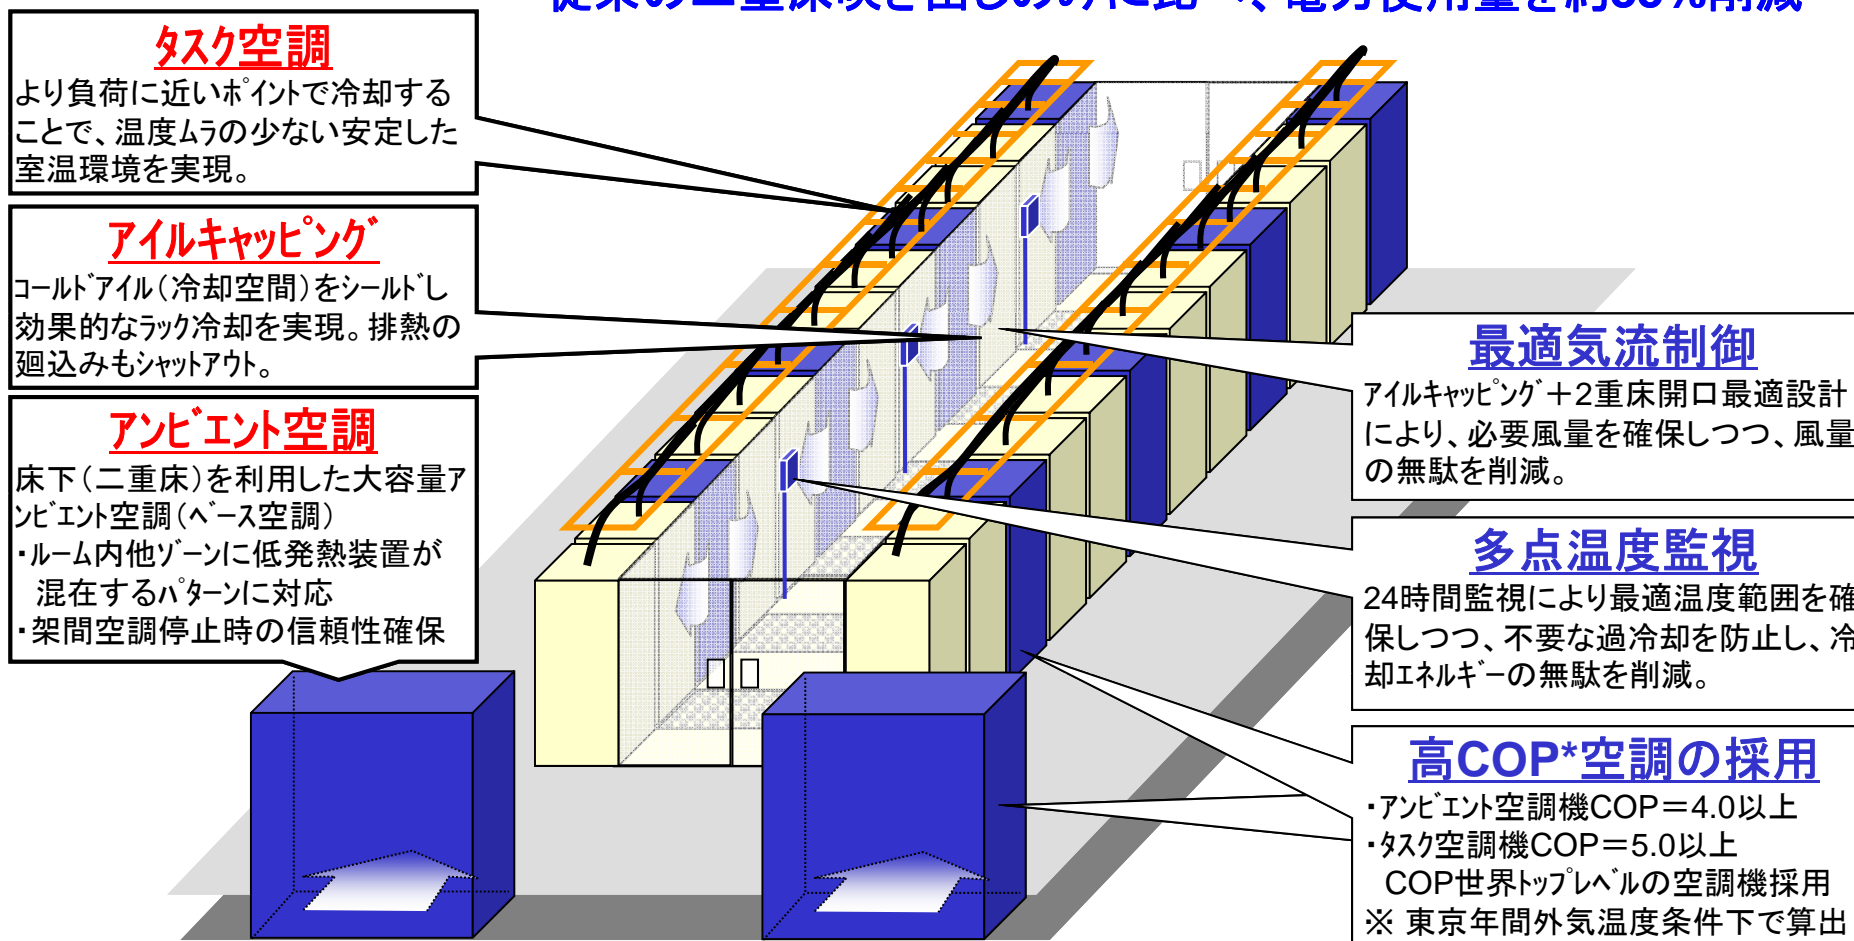 タスク空調
より負荷に近いポイントで冷却する
ことで、温度ムラの少ない安定した
室温環境を実現。
アイルキャッピング
コールドアイル（冷却空間）をシールドし
効果的なラック冷却を実現。排熱の
廻込みもシャットアウト。
アンビエント空調
床下（二重床）を利用した大容量ア
ンビエント空調（ベース空調）
・ルーム内他ゾーンに低発熱装置が
混在するパターンに対応
・架間空調停止時の信頼性確保
最適気流制御
アイルキャッピング＋2重床開口最適設計
により、必要風量を確保しつつ、風量
の無駄を削減。
多点温度監視
24時間監視により最適温度範囲を確
保しつつ、不要な過冷却を防止し、冷
却エネルギーの無駄を削減。
高COP*空調の採用
・アンビエント空調機COP＝4.0以上
・タスク空調機COP＝5.0以上
COP世界トップレベルの空調機採用
※ 東京年間外気温度条件下で算出